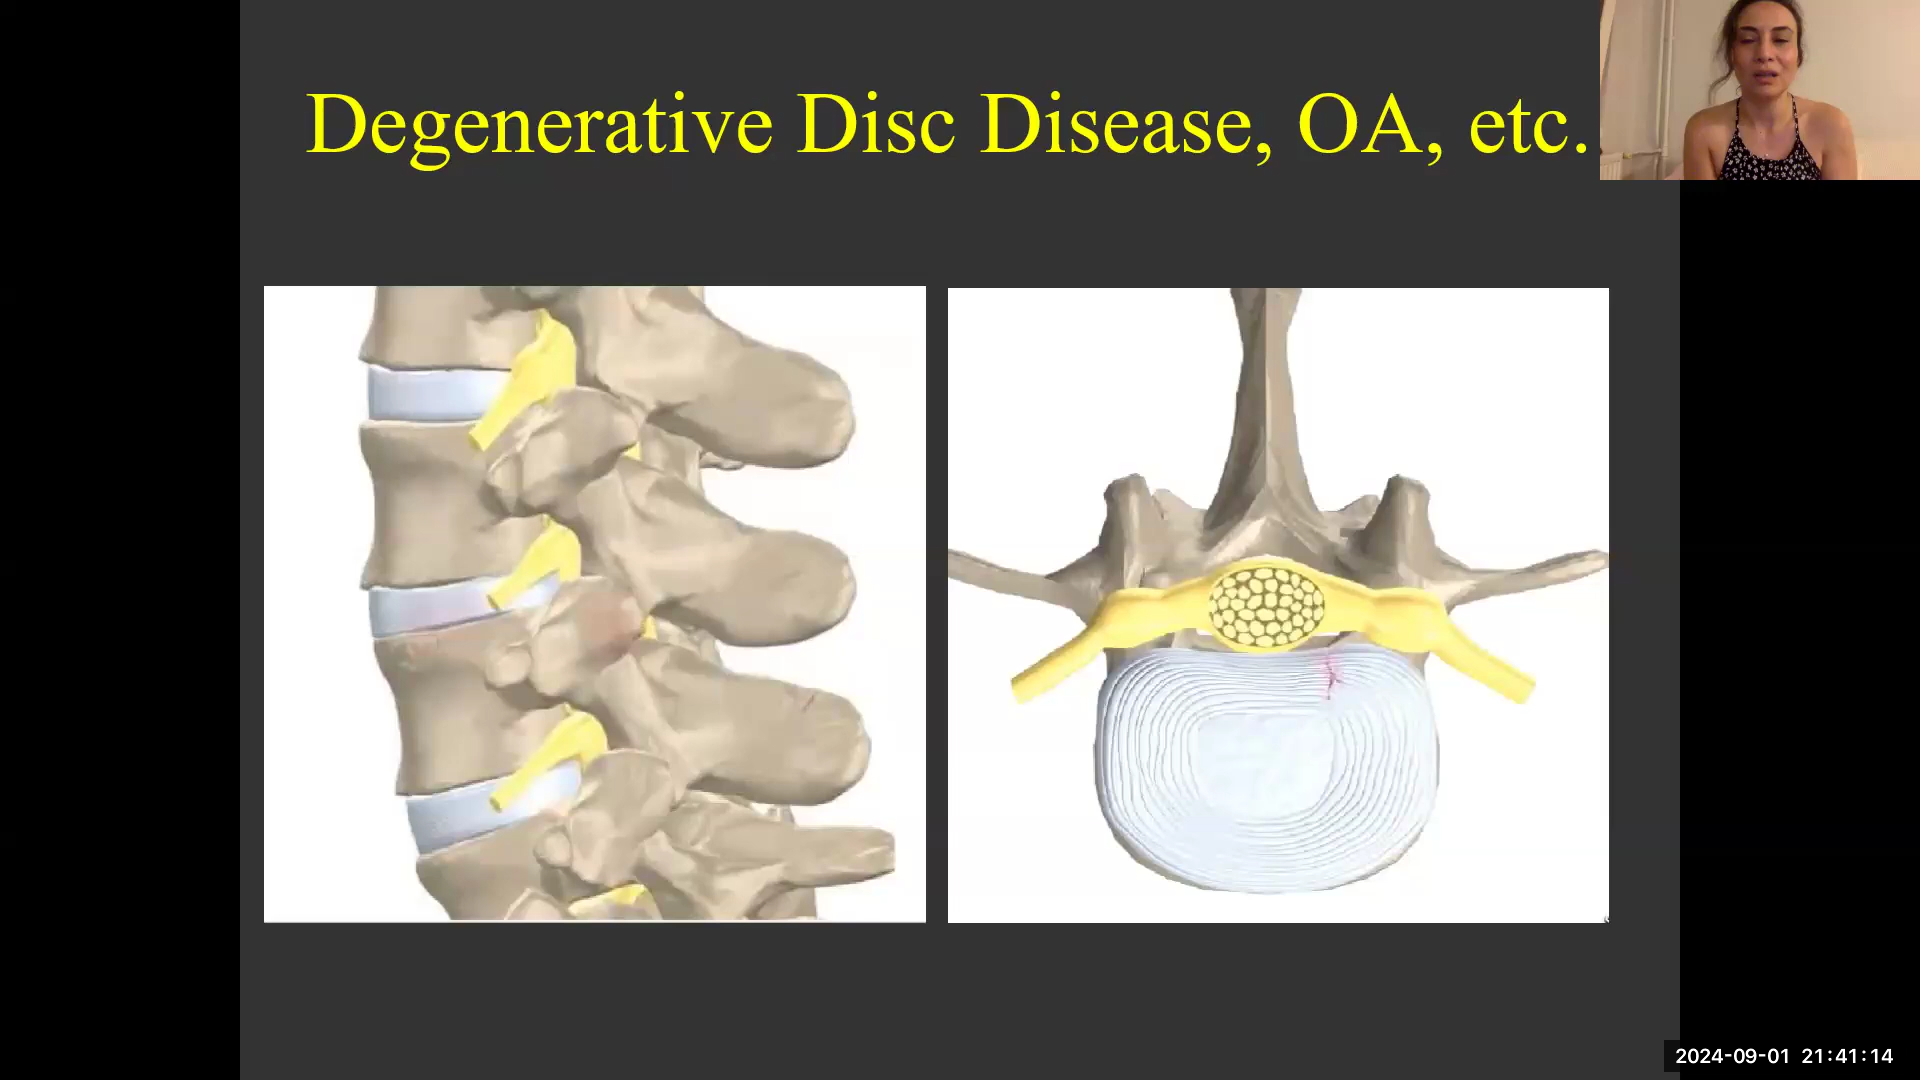 Degenerative Disc Disease, OA, etc.
2024-09-01 21:41:14